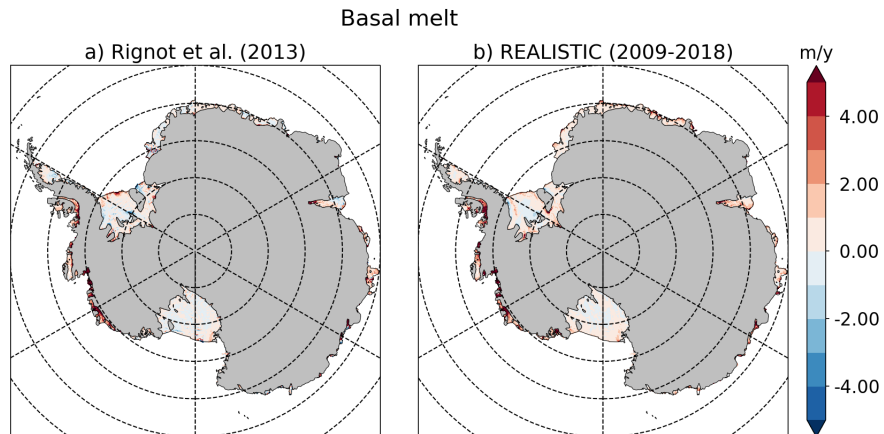 Basal melt
a) Rignot et al. (2013)
b) REALISTIC (2009-2018)
m/y
4.00
2.00
0.00
-2.00
-4.00